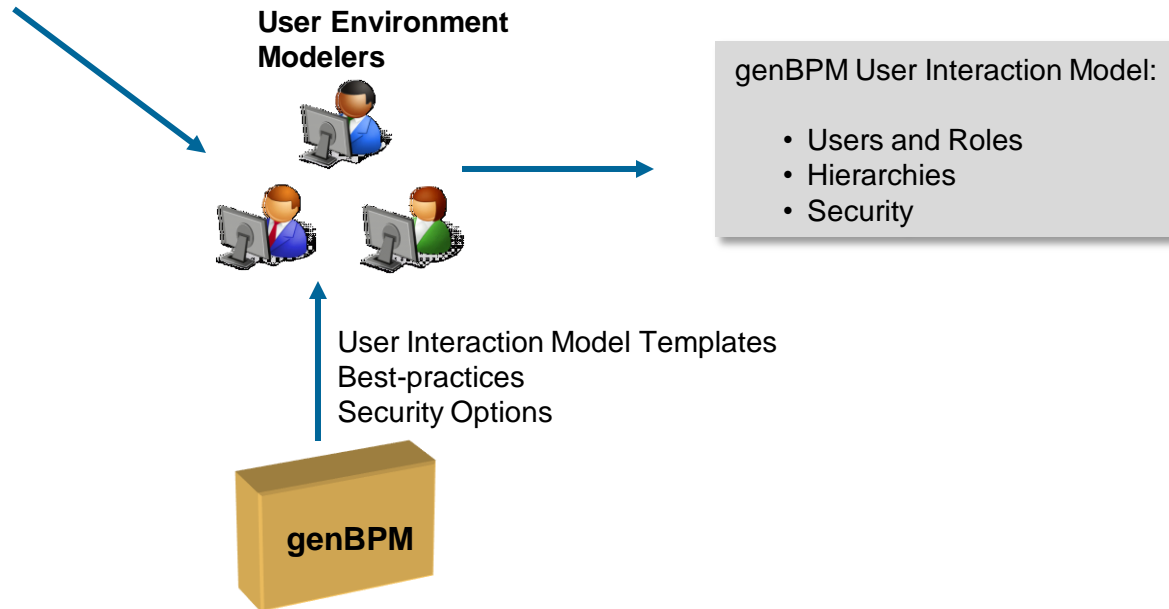 User Environment
Modelers
genBPM User Interaction Model:
• Users and Roles
• Hierarchies
• Security
User Interaction Model Templates
Best-practices
Security Options
genBPM